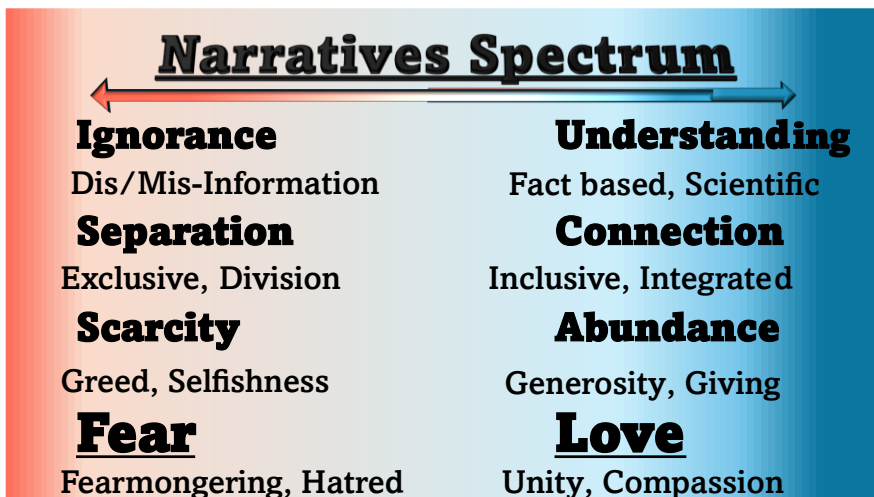 Narratives Spectrum
Ignorance Understanding
Dis/Mis-Information Fact based, Scientific
Separation Connection
Exclusive, Division Inclusive, Integrated
Scarcity Abundance
Greed, Selfishness Generosity, Giving
Fear Love
Fearmongering, Hatred Unity, Compassion